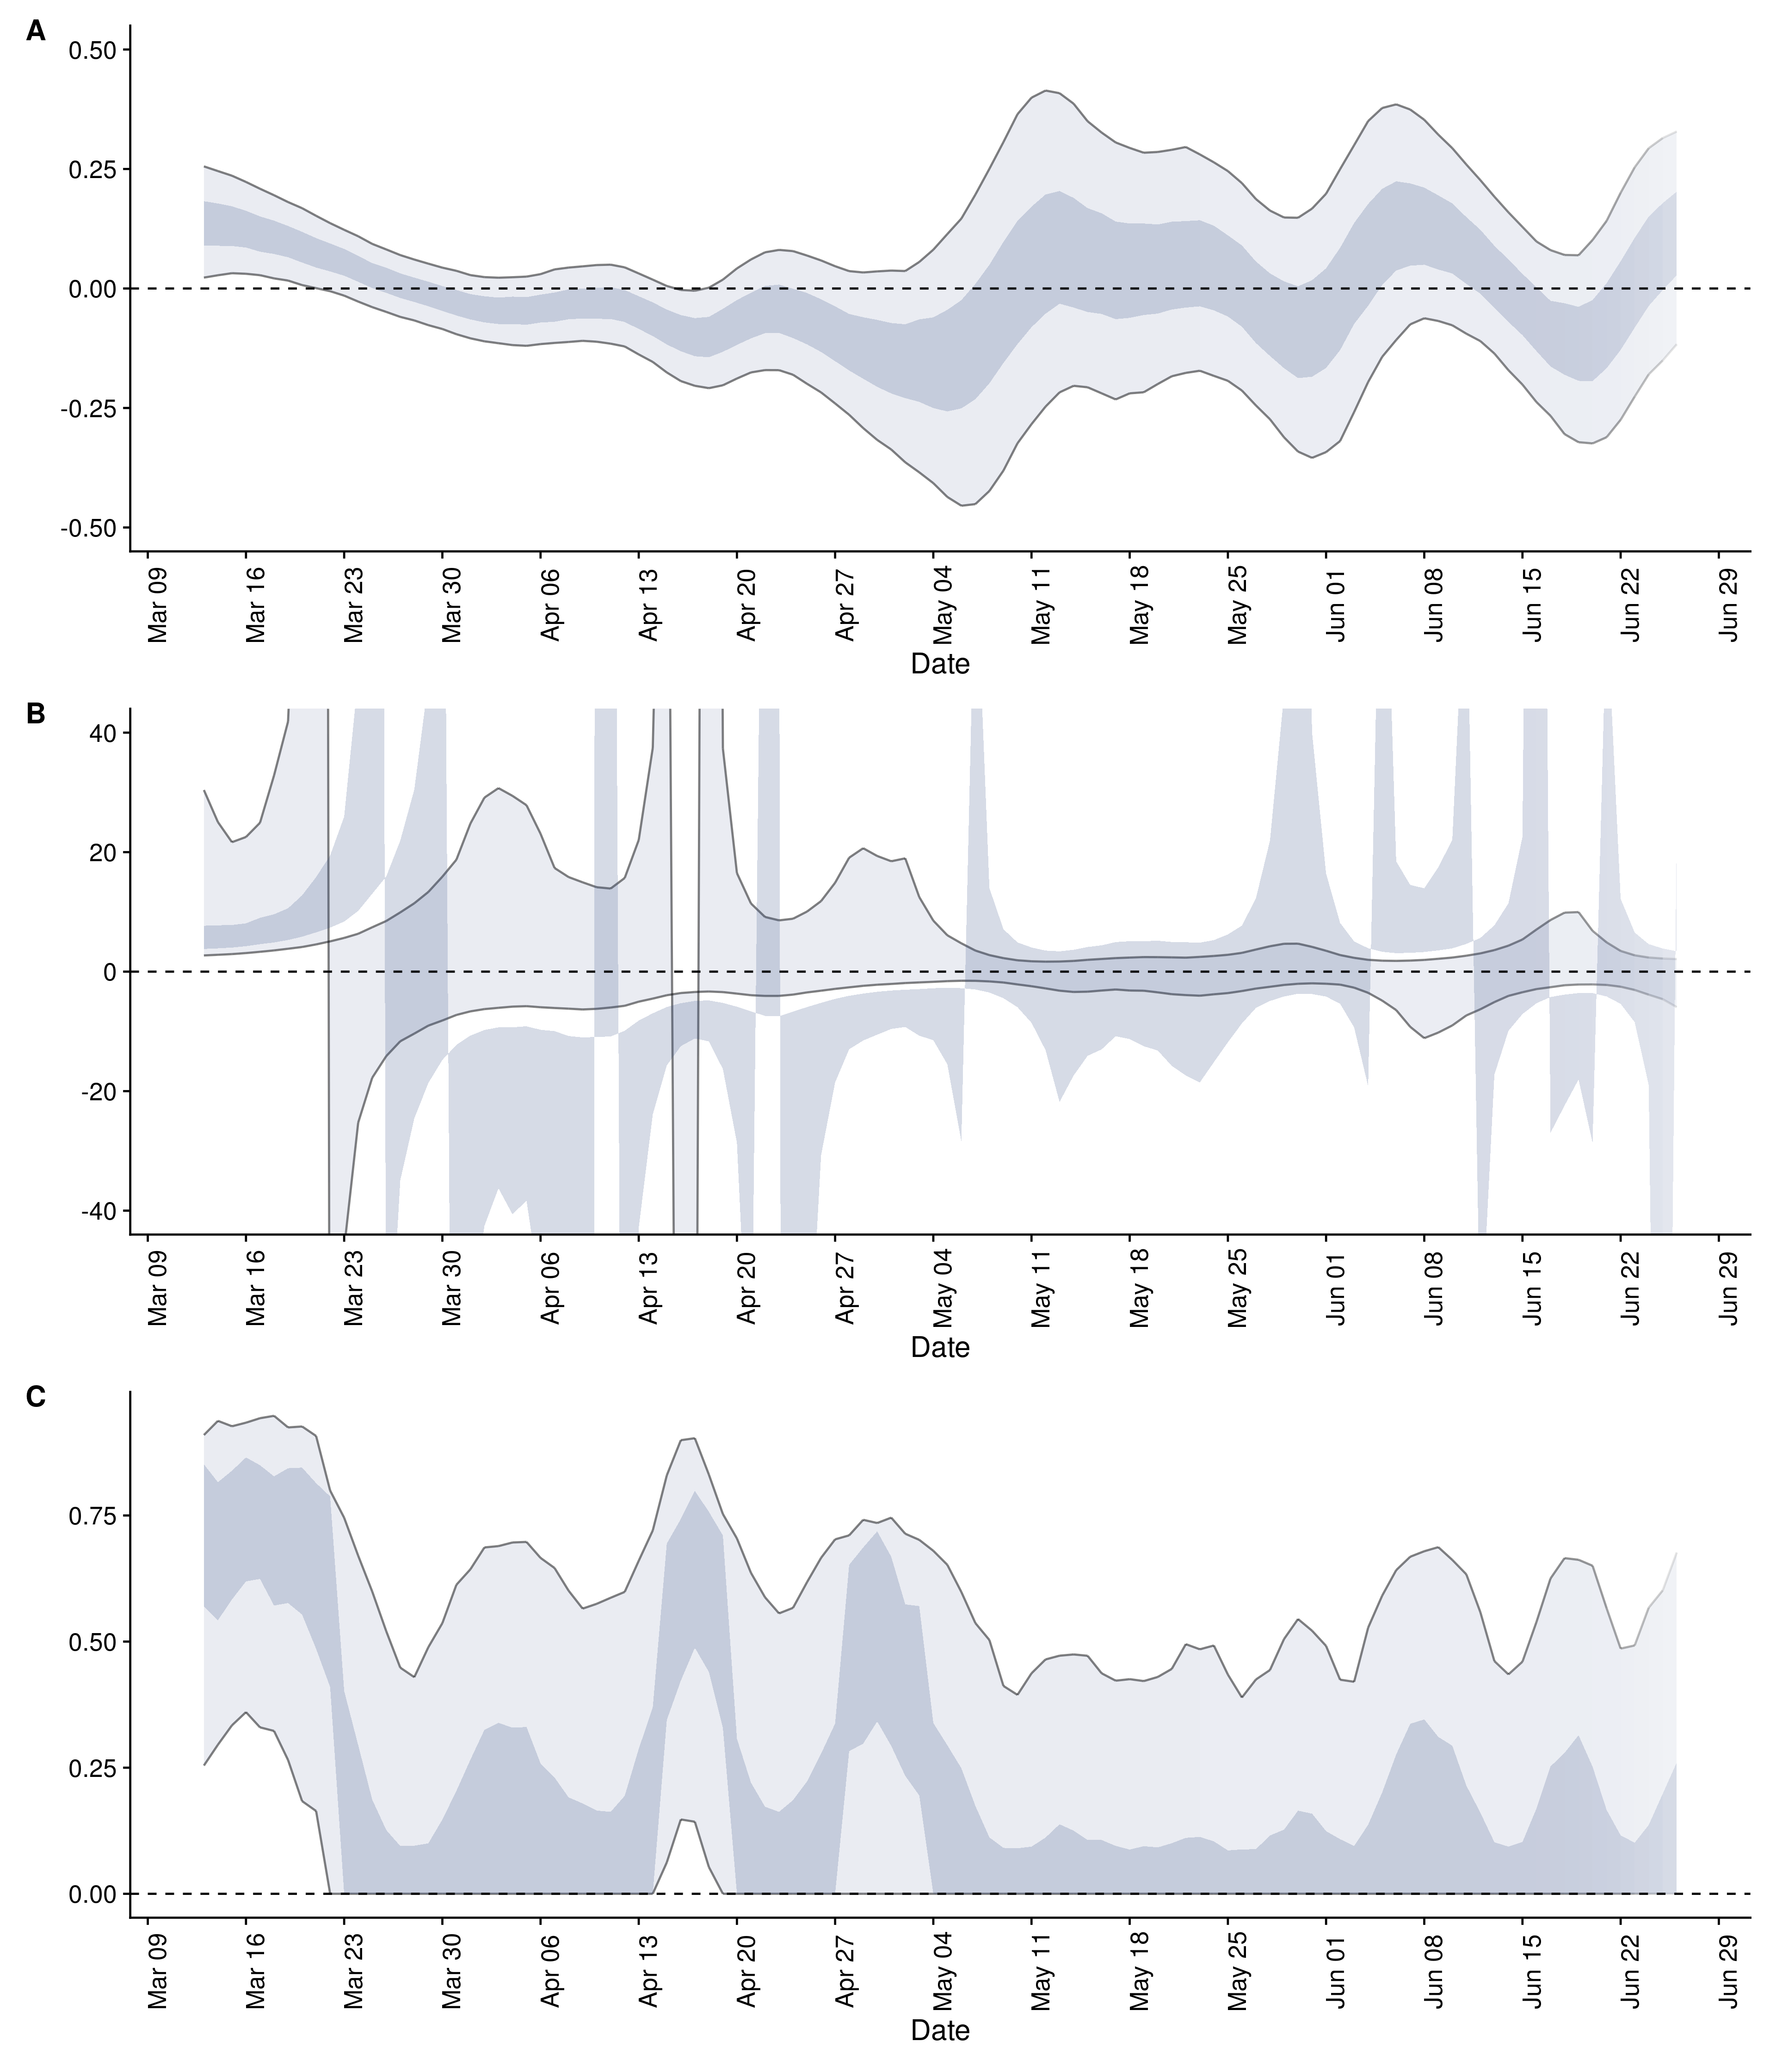 A
0.50
0.25
0.00
-0.25
-0.50
Mar 09
Mar 16
Mar 23
Mar 30
Apr 06
Apr 13
Apr 20
Apr 27
May 04
May 11
May 18
May 25
Jun 01
Jun 08
Jun 15
Jun 22
Jun 29
Date
B
40
20
0
-20
-40
Mar 09
Mar 16
Mar 23
Mar 30
Apr 06
Apr 13
Apr 20
Apr 27
May 04
May 11
May 18
May 25
Jun 01
Jun 08
Jun 15
Jun 22
Jun 29
Date
C
0.75
0.50
0.25
0.00
Mar 09
Mar 16
Mar 23
Mar 30
Apr 06
Apr 13
Apr 20
Apr 27
May 04
May 11
May 18
May 25
Jun 01
Jun 08
Jun 15
Jun 22
Jun 29
Date